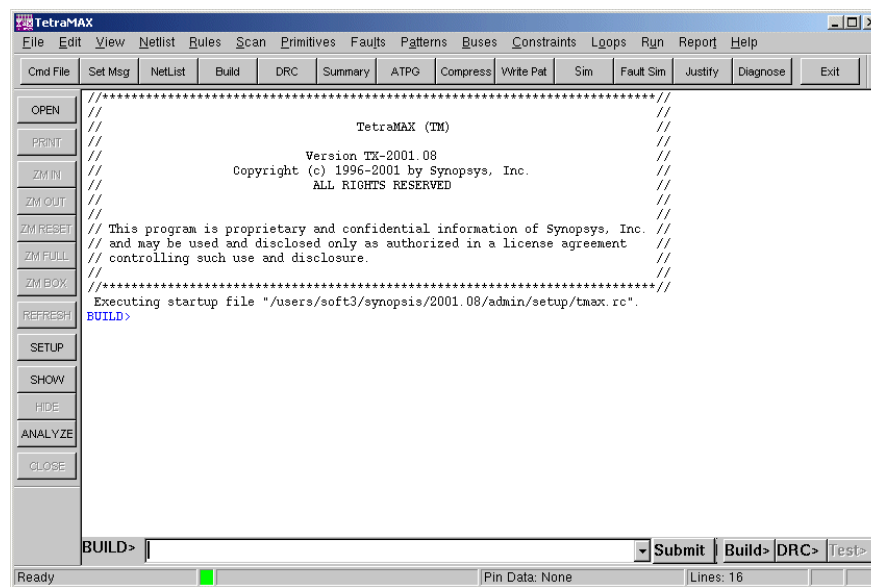 TetraMAX
File Edit View Netlist Rules Scan Primitives Faults Patterns Buses Constraints Loops Run Report Help
Cmd File Set Msg NetList Build DRC Summary ATPG Compress Write Pat Sim Fault Sim Justify Diagnose Exit
OPEN
PRINT
ZM IN
ZM OUT
ZM RESET
ZM FULL
ZM BOX
REFRESH
SETUP
SHOW
HIDE
ANALYZE
CLOSE
//****************************************************************************//
// //
// TetraMAX (TM) //
// //
// Version TX-2001.08 //
// Copyright (c) 1996-2001 by Synopsys, Inc. //
// ALL RIGHTS RESERVED //
// //
// //
// This program is proprietary and confidential information of Synopsys, Inc. //
// and may be used and disclosed only as authorized in a license agreement //
// controlling such use and disclosure. //
// //
//****************************************************************************//
Executing startup file "/users/soft3/synopsis/2001.08/admin/setup/tmax.rc".
BUILD>
BUILD> Submit Build> DRC> Test>
Ready Pin Data: None Lines: 16